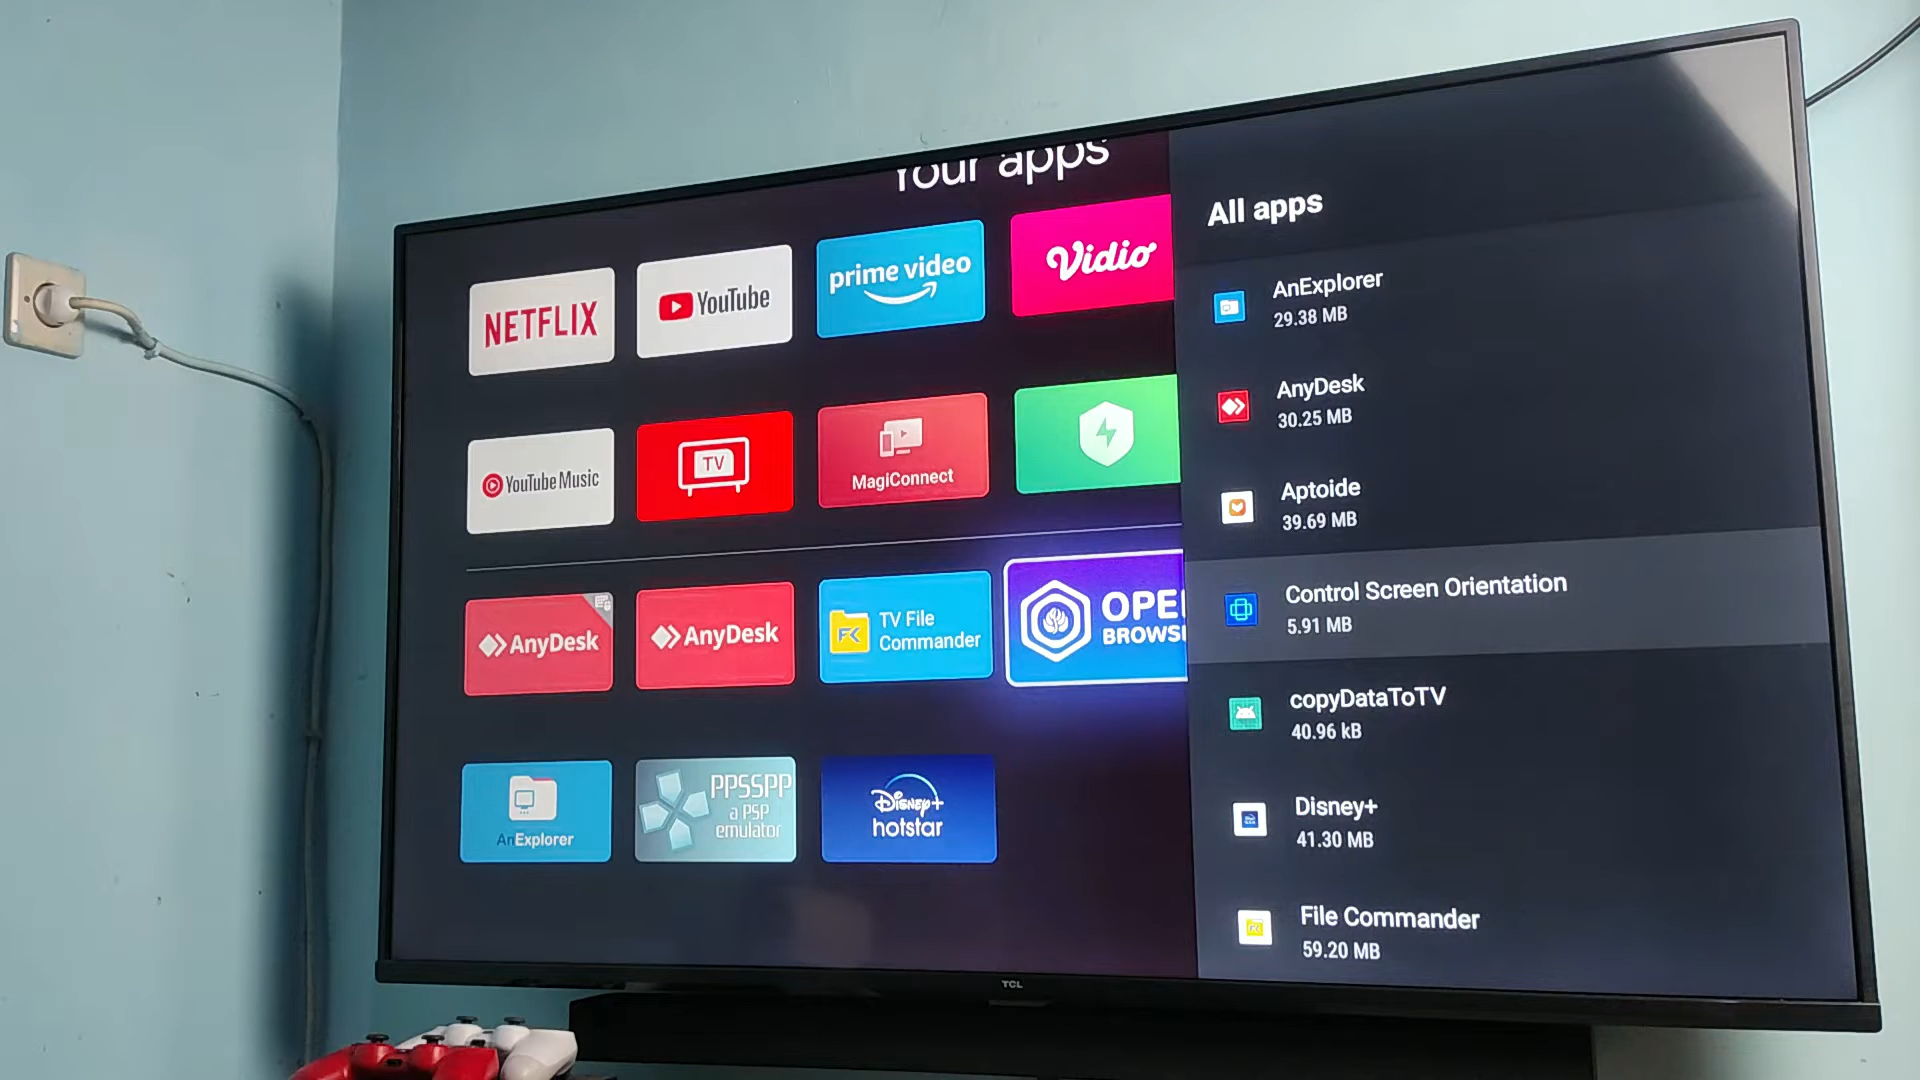 Your apps
NETFLIX
YouTube
prime video
Vidio
YouTube Music
TV
MagiConnect
AnyDesk
AnyDesk
TV File
Commander
FK
OPE
BROWS
AnExplorer
PPSSPP
a PSP
emulator
Disney+
hotstar
All apps
AnExplorer
29.38 MB
AnyDesk
30.25 MB
Aptoide
39.69 MB
Control Screen Orientation
5.91 MB
copyDataToTV
40.96 kB
Disney+
41.30 MB
File Commander
59.20 MB
TCL